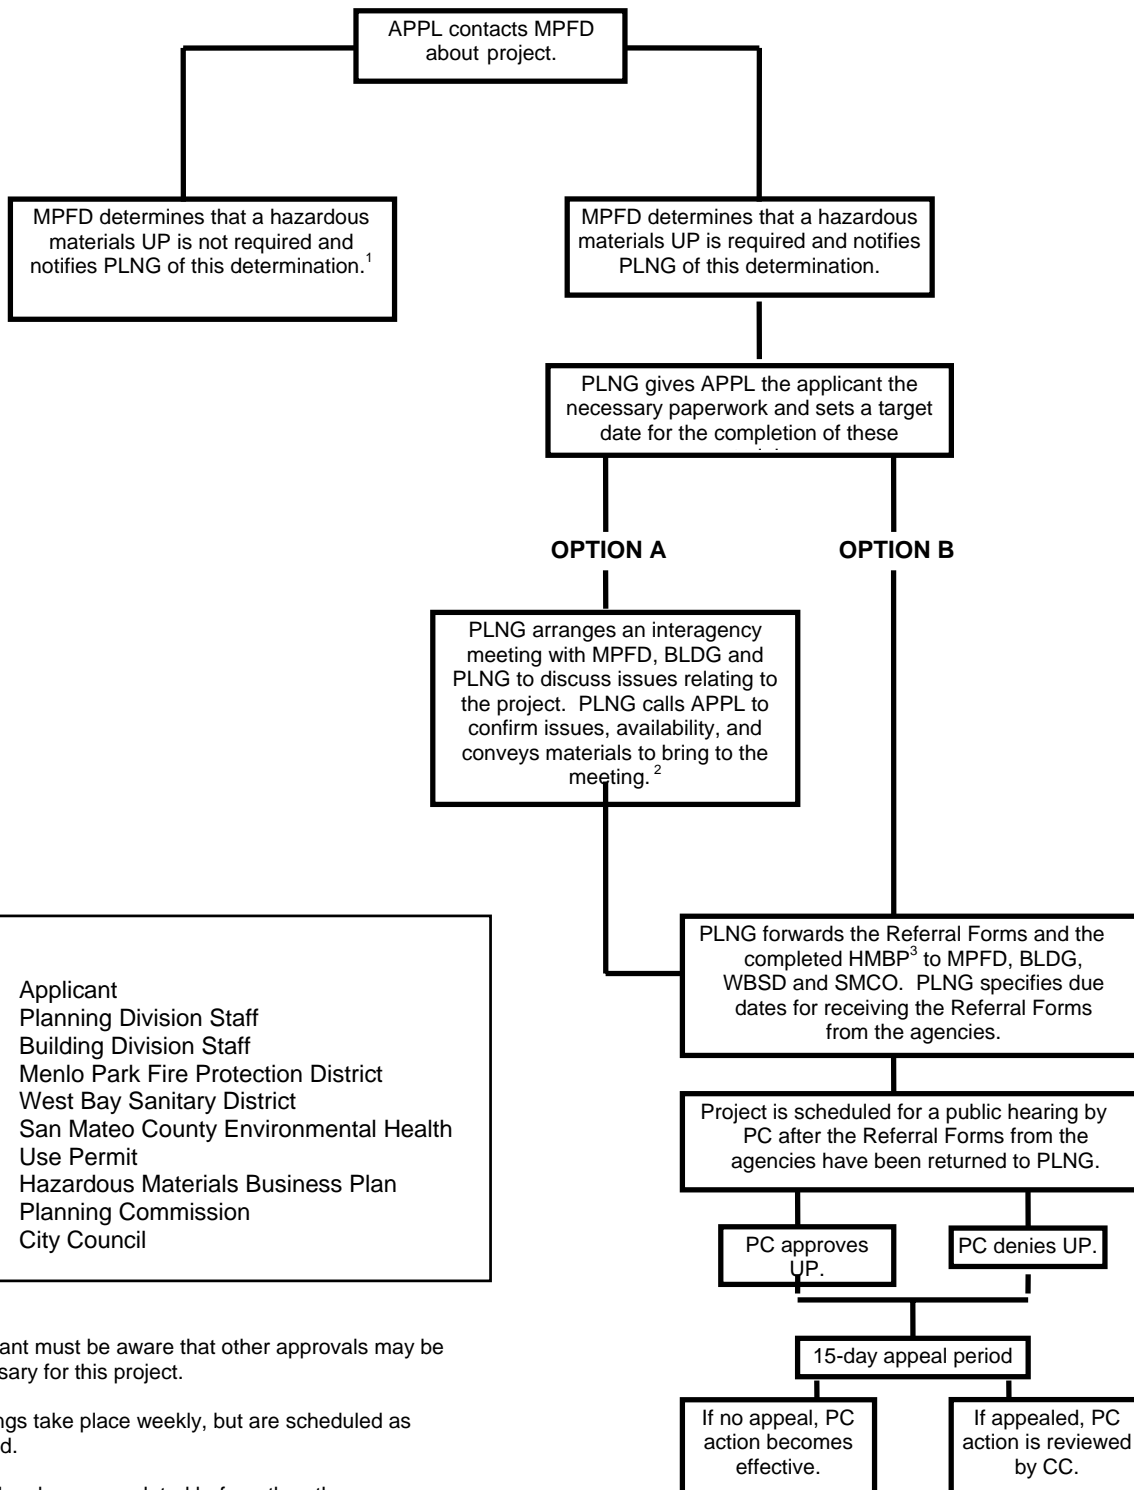 APPL contacts MPFD
about project.
MPFD determines that a hazardous
materials UP is not required and
notifies PLNG of this determination.1
MPFD determines that a hazardous
materials UP is required and notifies
PLNG of this determination.
PLNG gives APPL the applicant the
necessary paperwork and sets a target
date for the completion of these
OPTION A
OPTION B
PLNG arranges an interagency
meeting with MPFD, BLDG and
PLNG to discuss issues relating to
the project. PLNG calls APPL to
confirm issues, availability, and
conveys materials to bring to the
meeting. 2
PLNG forwards the Referral Forms and the
completed HMBP3 to MPFD, BLDG,
WBSD and SMCO. PLNG specifies due
dates for receiving the Referral Forms
from the agencies.
Project is scheduled for a public hearing by
PC after the Referral Forms from the
agencies have been returned to PLNG.
PC approves
UP.
PC denies UP.
15-day appeal period
If no appeal, PC
action becomes
effective.
If appealed, PC
action is reviewed
by CC.
Applicant
Planning Division Staff
Building Division Staff
Menlo Park Fire Protection District
West Bay Sanitary District
San Mateo County Environmental Health
Use Permit
Hazardous Materials Business Plan
Planning Commission
City Council
ant must be aware that other approvals may be
sary for this project.
ngs take place weekly, but are scheduled as
d.